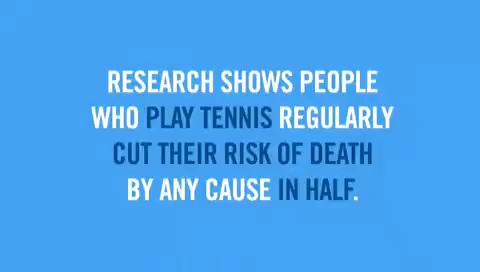 RESEARCH SHOWS PEOPLE
WHO PLAY TENNIS REGULARLY
CUT THEIR RISK OF DEATH
BY ANY CAUSE IN HALF.